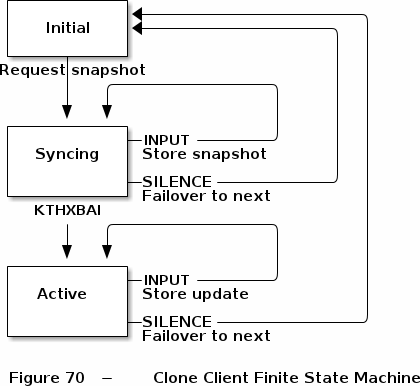 Initial
Request snapshot
INPUT
Syncing
Store snapshot
SILENCE
Failover to next
KTHXBAI
INPUT
Active
Store update
SILENCE
Failover to next
Figure 70 – Clone Client Finite State Machine